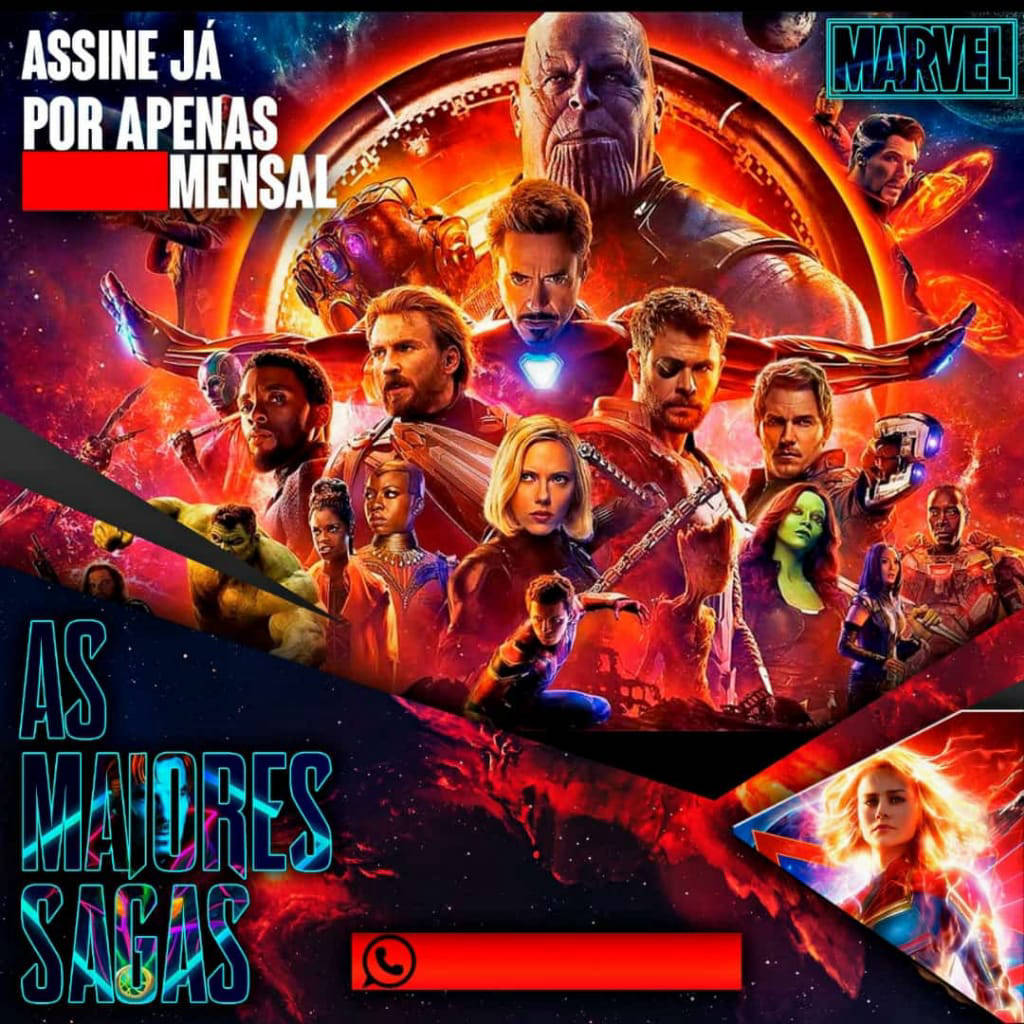 ASSINE JÁ
POR APENAS
MENSAL
MARVEL
AS
MAIORES
SAGAS